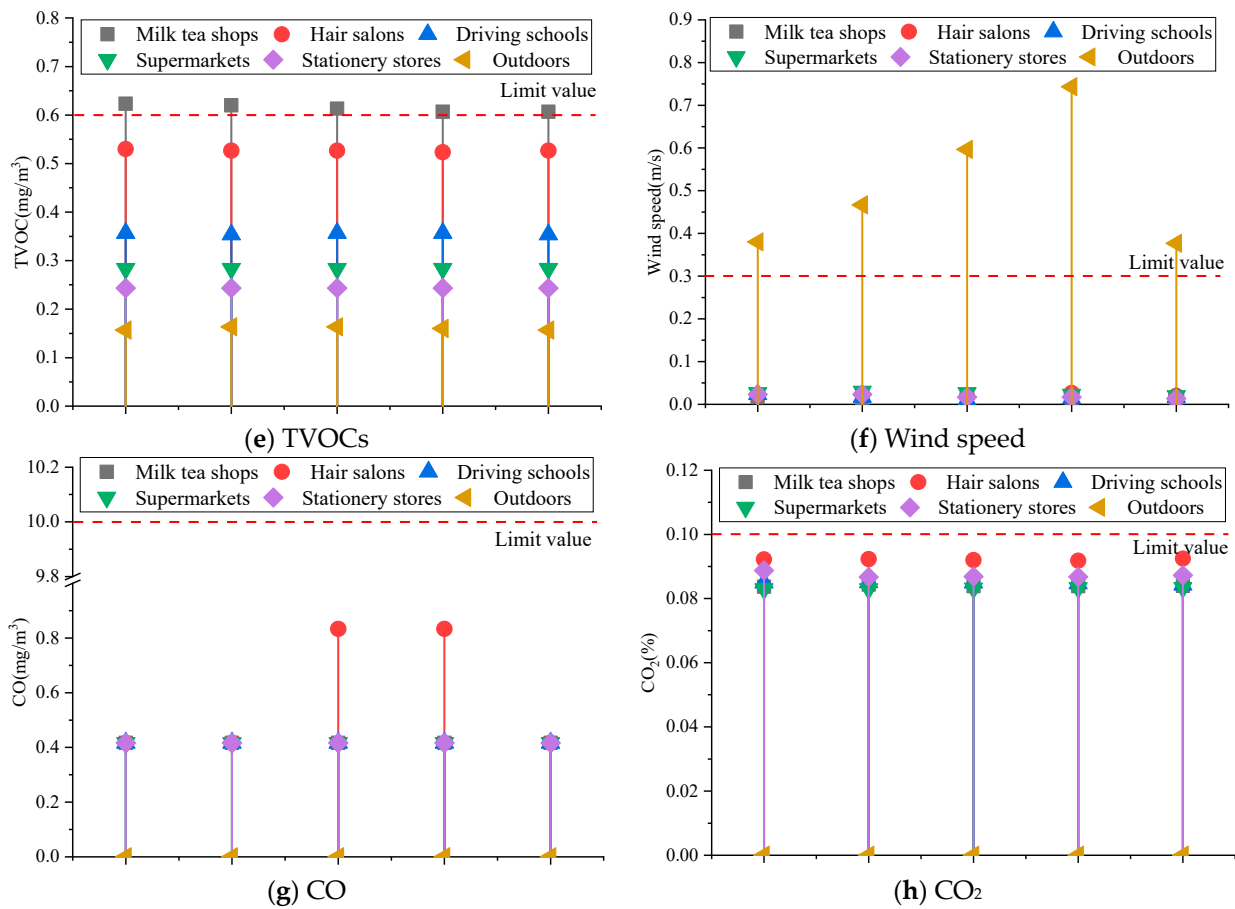 Milk tea shops Hair salons Driving schools
Supermarkets Stationery stores Outdoors
Limit value
TVOC(mg/m³)
0.8
0.7
0.6
0.5
0.4
0.3
0.2
0.1
0.0
(e) TVOCs
Milk tea shops Hair salons Driving schools
Supermarkets Stationery stores Outdoors
Limit value
Wind speed(m/s)
0.9
0.8
0.7
0.6
0.5
0.4
0.3
0.2
0.1
0.0
(f) Wind speed
Milk tea shops Hair salons Driving schools
Supermarkets Stationery stores Outdoors
Limit value
CO(mg/m³)
10.2
10.0
9.8
0.8
0.6
0.4
0.2
0.0
(g) CO
Milk tea shops Hair salons Driving schools
Supermarkets Stationery stores Outdoors
Limit value
CO₂(%)
0.12
0.10
0.08
0.06
0.04
0.02
0.00
(h) CO₂